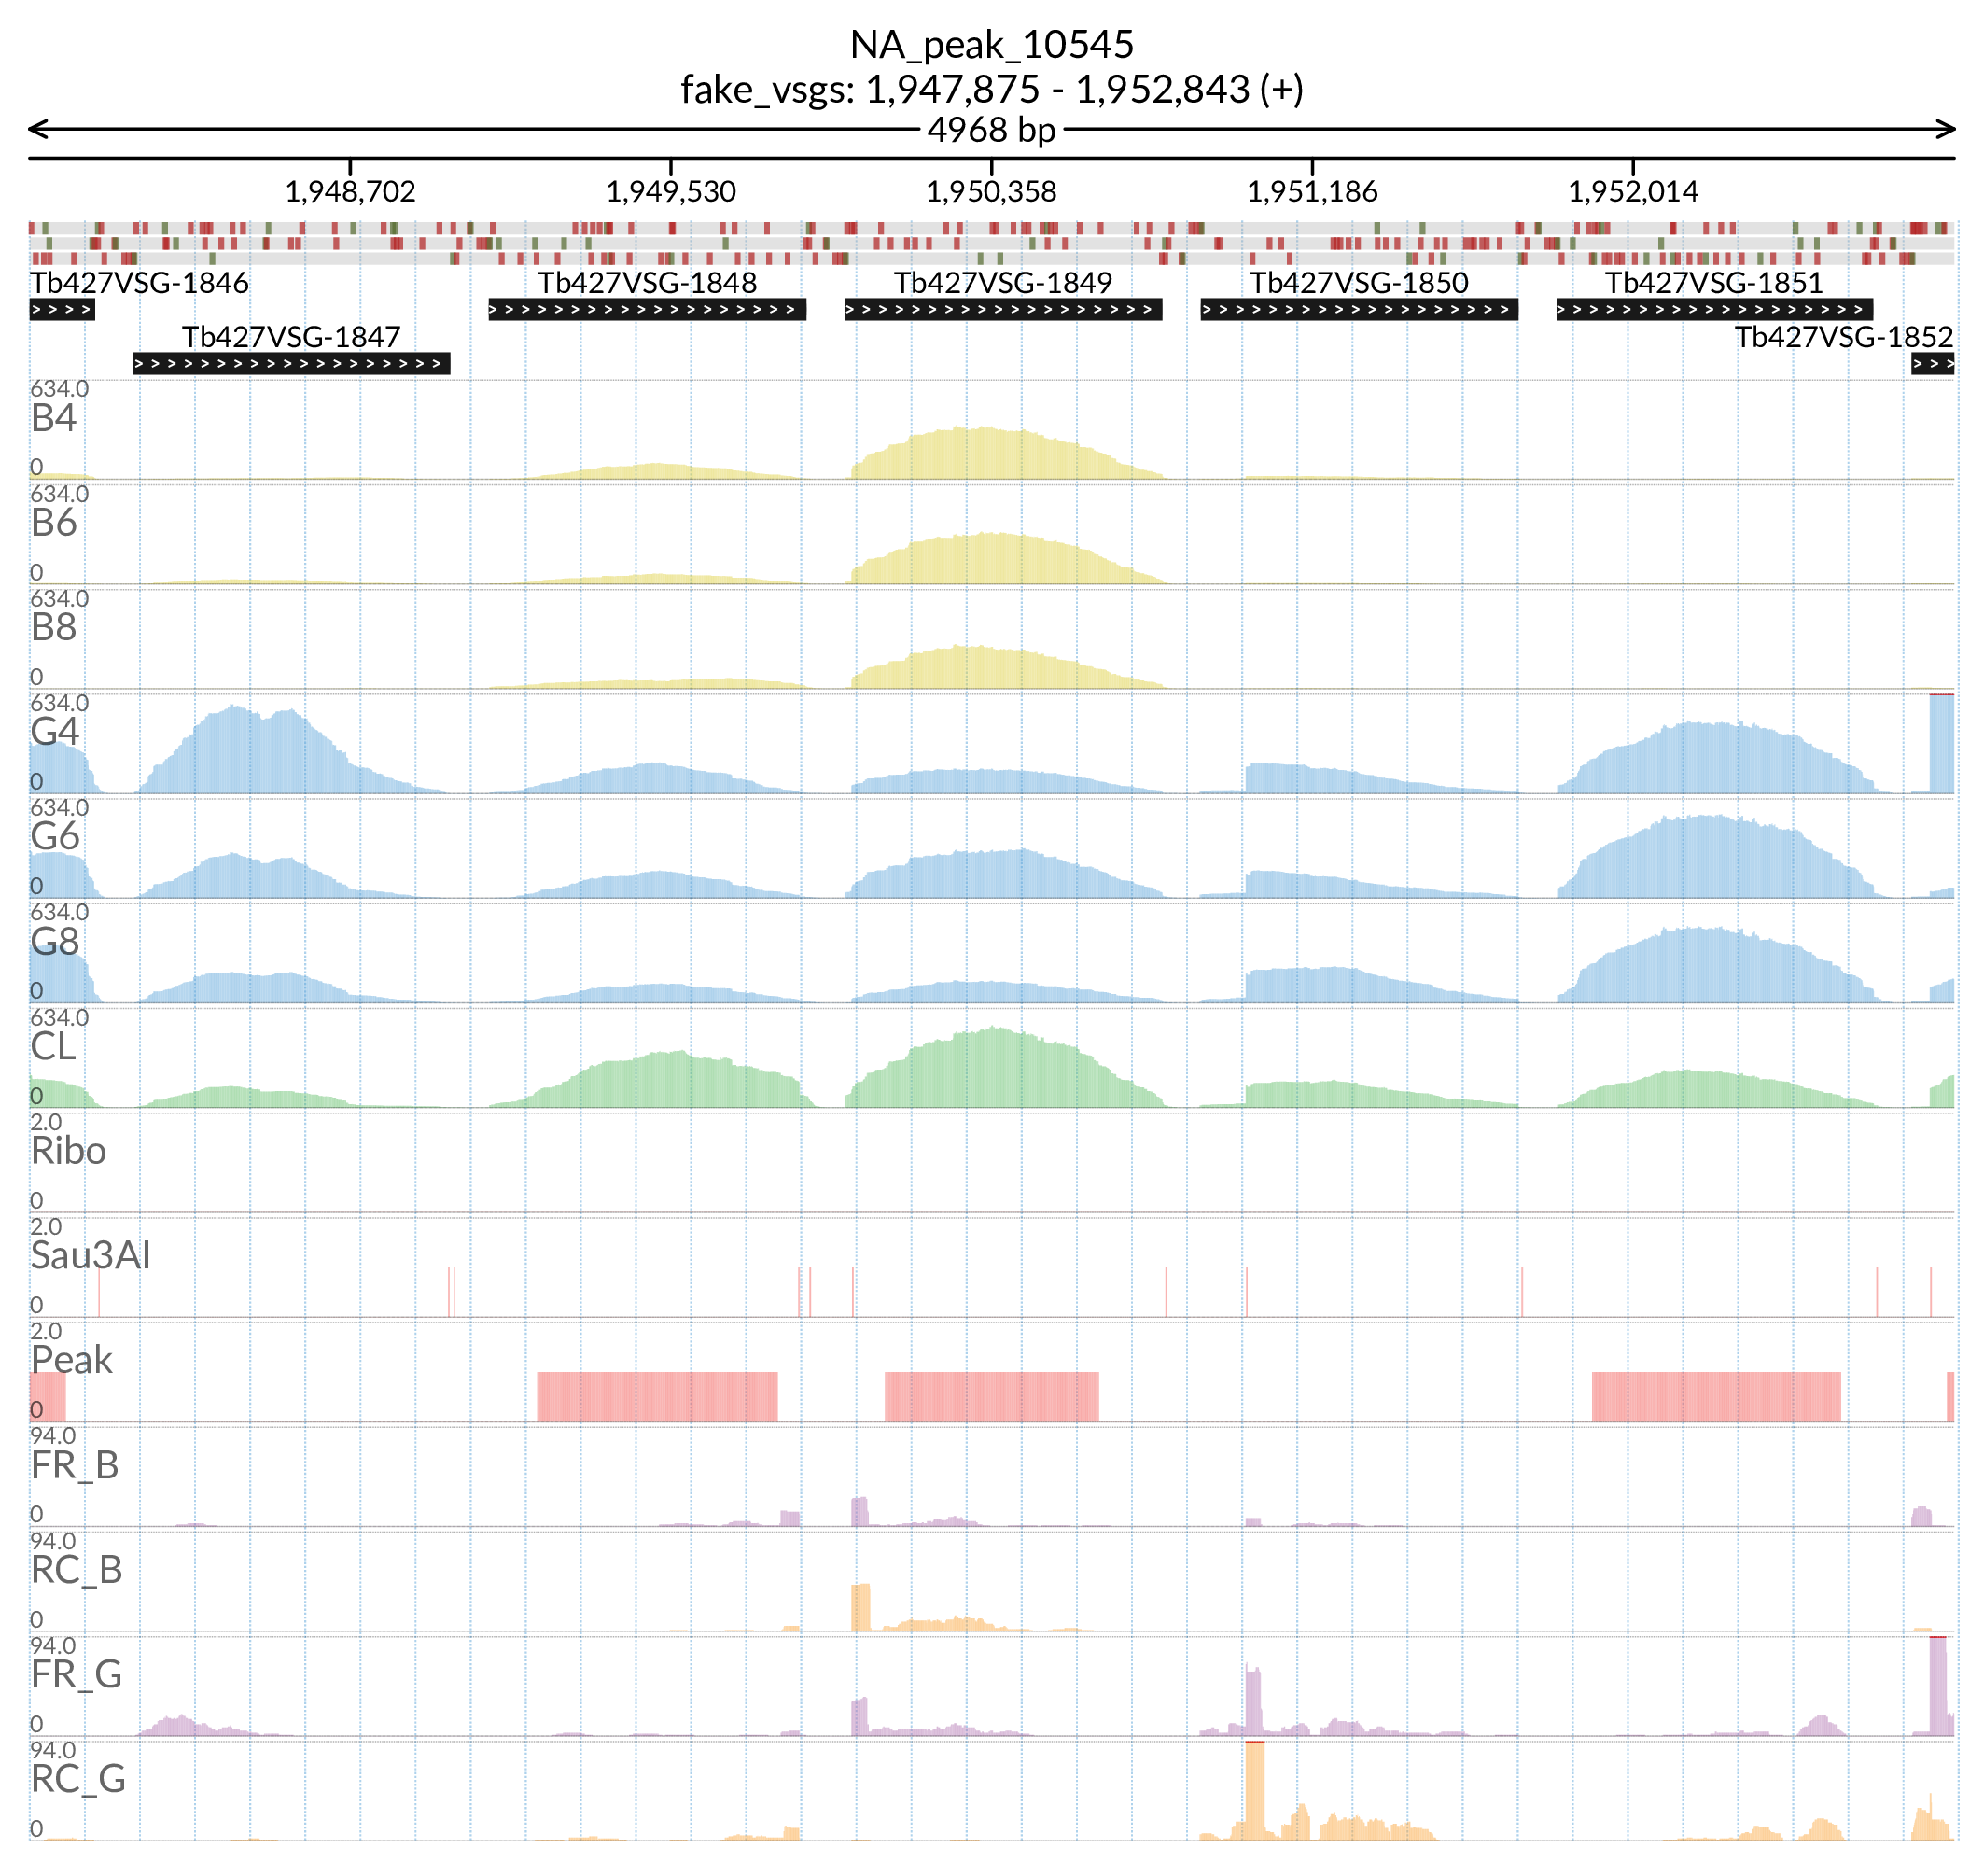 NA_peak_10545
fake_vsgs: 1,947,875 - 1,952,843 (+)
4968 bp
1,948,702 1,949,530 1,950,358 1,951,186 1,952,014
Tb427VSG-1846 Tb427VSG-1848 Tb427VSG-1849 Tb427VSG-1850 Tb427VSG-1851
Tb427VSG-1847 Tb427VSG-1852
634.0
B4
0
634.0
B6
0
634.0
B8
0
634.0
G4
0
634.0
G6
0
634.0
G8
0
634.0
CL
0
2.0
Ribo
0
2.0
Sau3AI
0
2.0
Peak
0
94.0
FR_B
0
94.0
RC_B
0
94.0
FR_G
0
94.0
RC_G
0